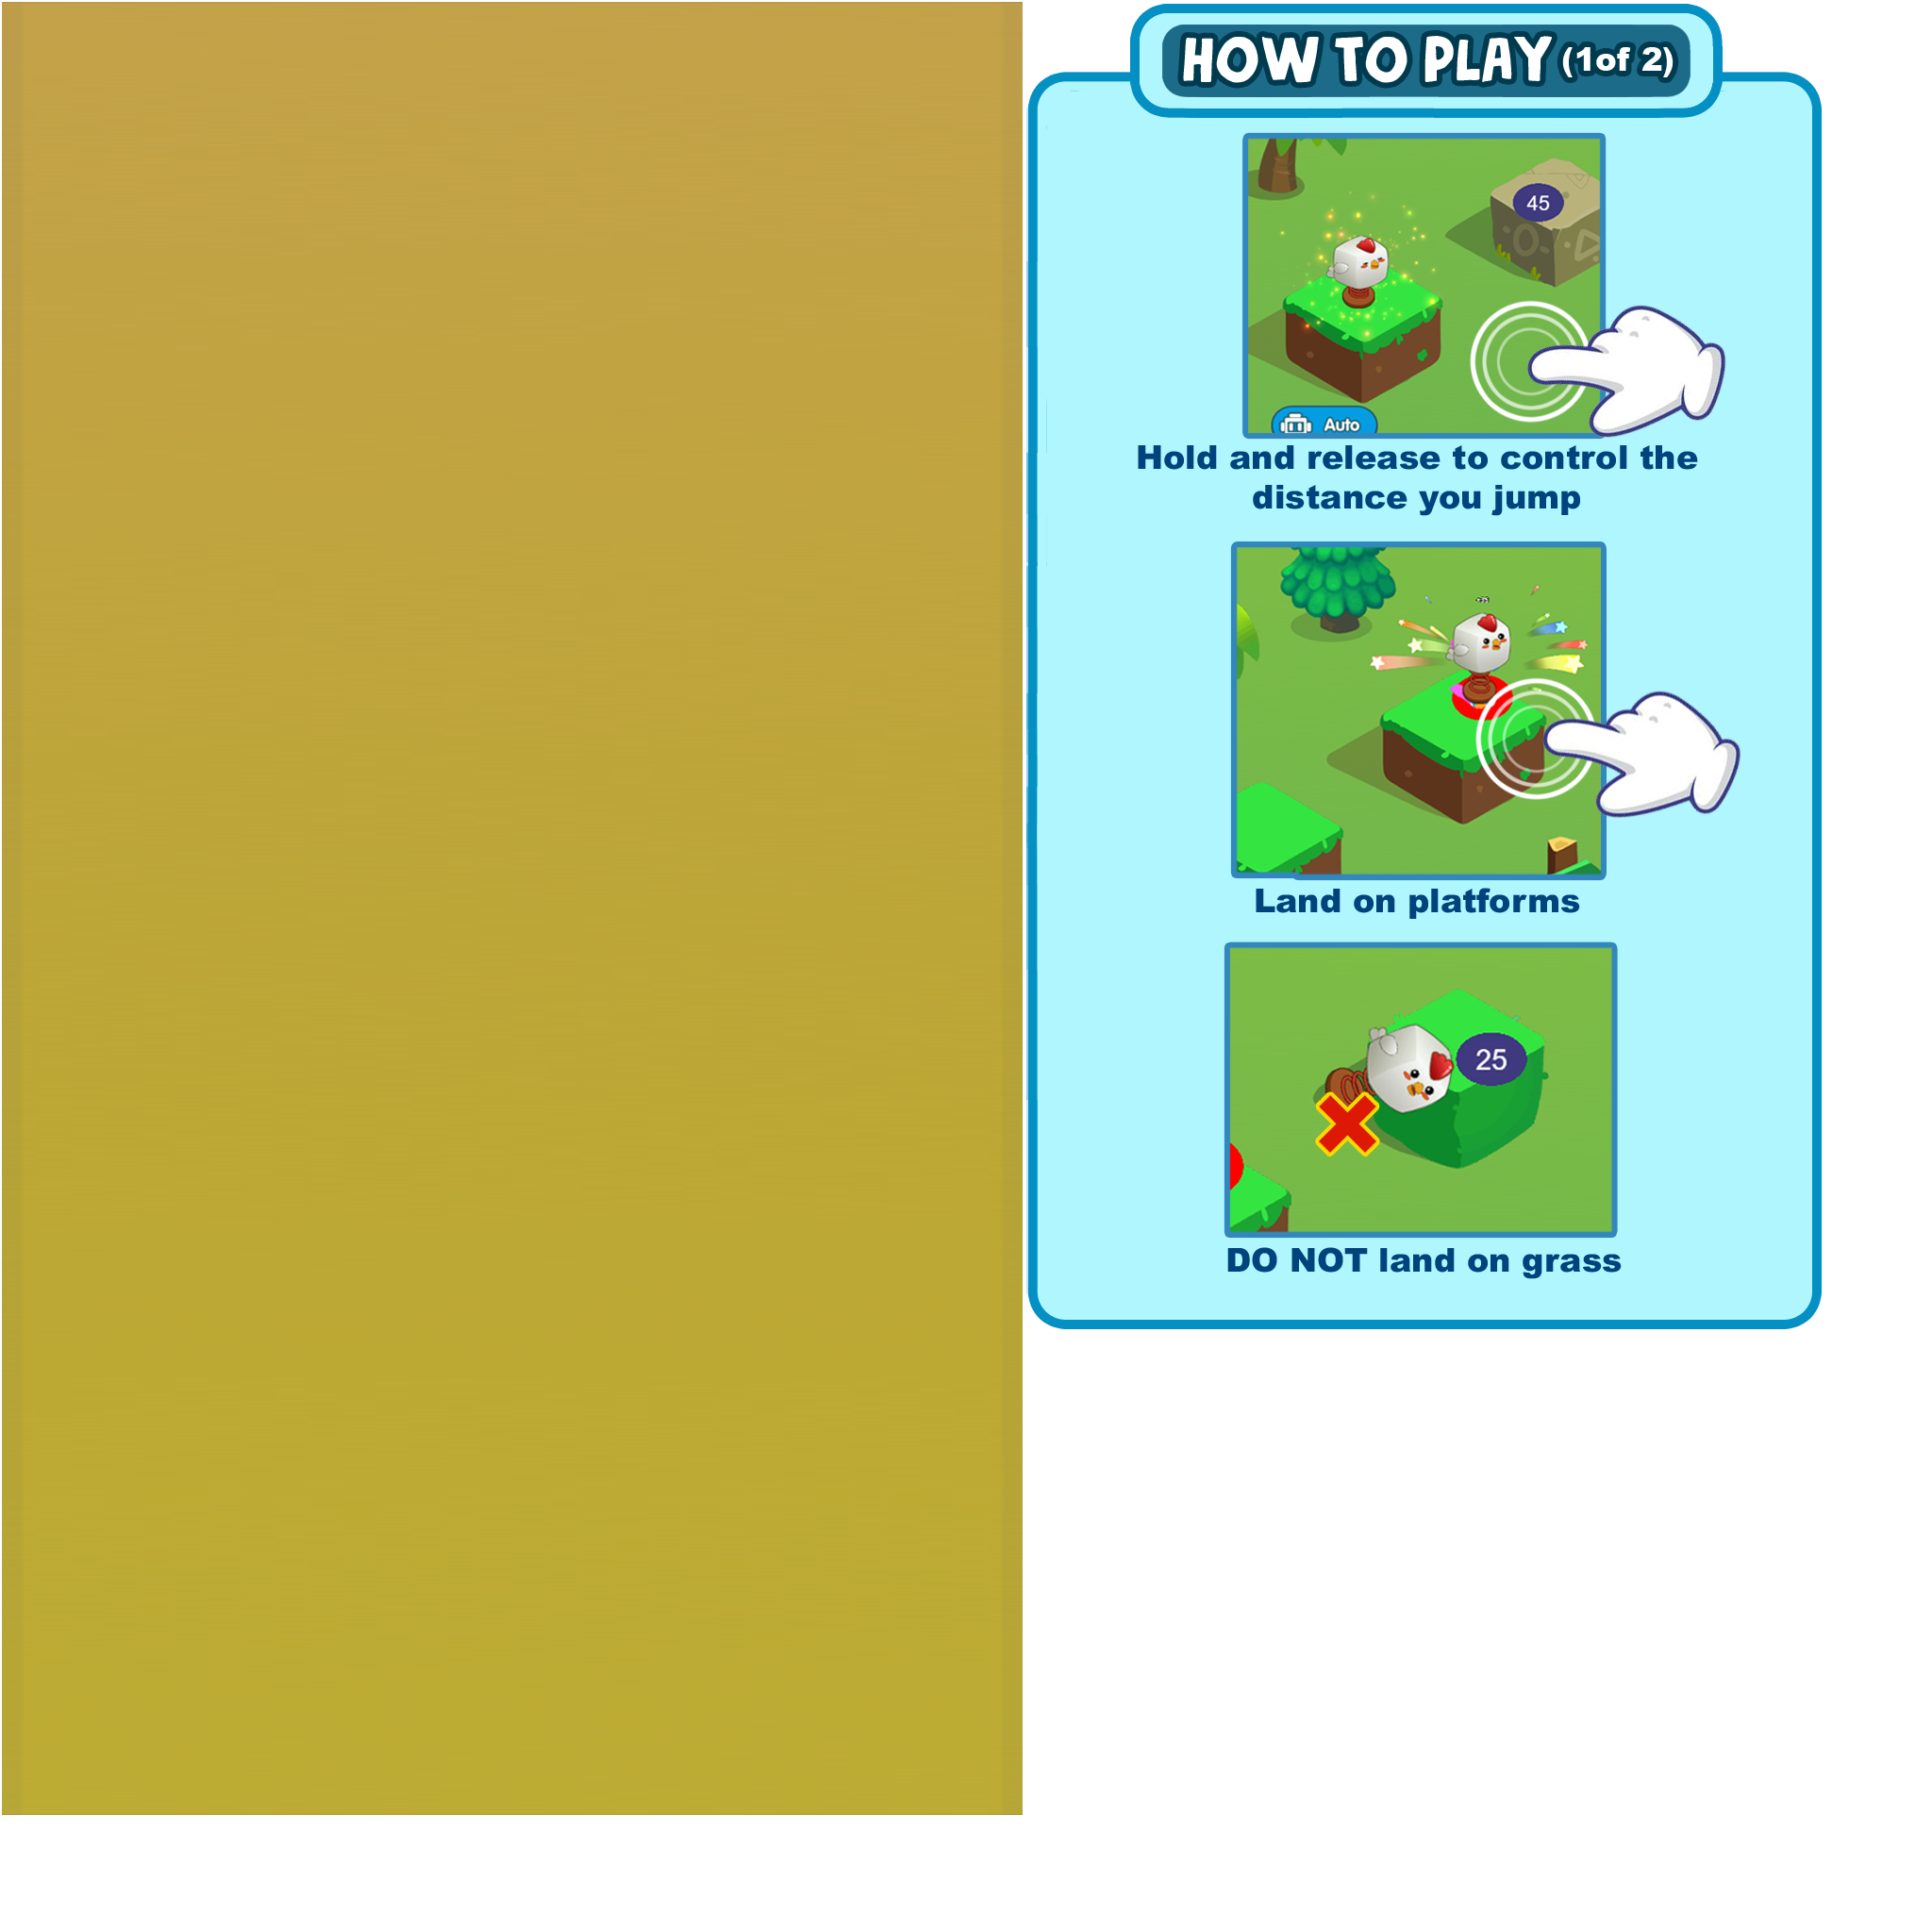 HOW TO PLAY (1of 2)
45
Auto
Hold and release to control the
distance you jump
Land on platforms
25
DO NOT land on grass